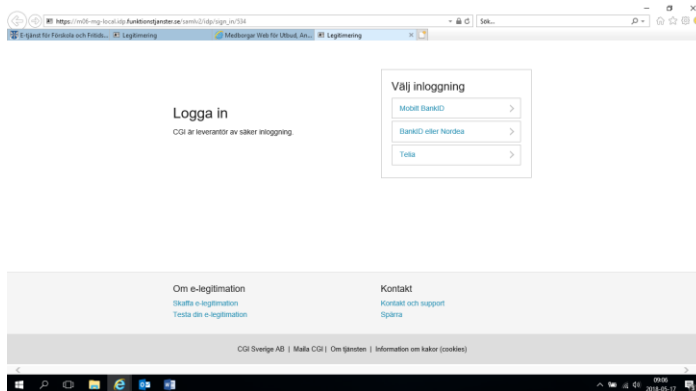 https://m06-mg-local.idp.funktionstjanster.se/samlv2/idp/sign_in/534
Sök...
E-tjänst för Förskola och Fritids...
Legitimering
Medborgar Web för Utbud, An...
Legitimering
Välj inloggning
Mobilt BankID
Logga in
CGI är leverantör av säker inloggning.
BankID eller Nordea
Telia
Om e-legitimation
Kontakt
Skaffa e-legitimation
Kontakt och support
Testa din e-legitimation
Spärra
CGI Sverige AB | Maila CGI | Om tjänsten | Information om kakor (cookies)
09:06
2018-05-17